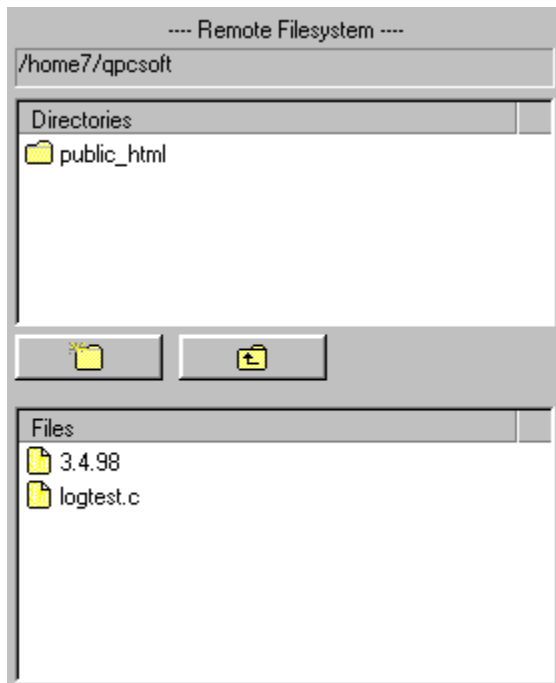 ---- Remote Filesystem ----
/home7/qpcsoft
Directories
public_html
Files
3.4.98
logtest.c